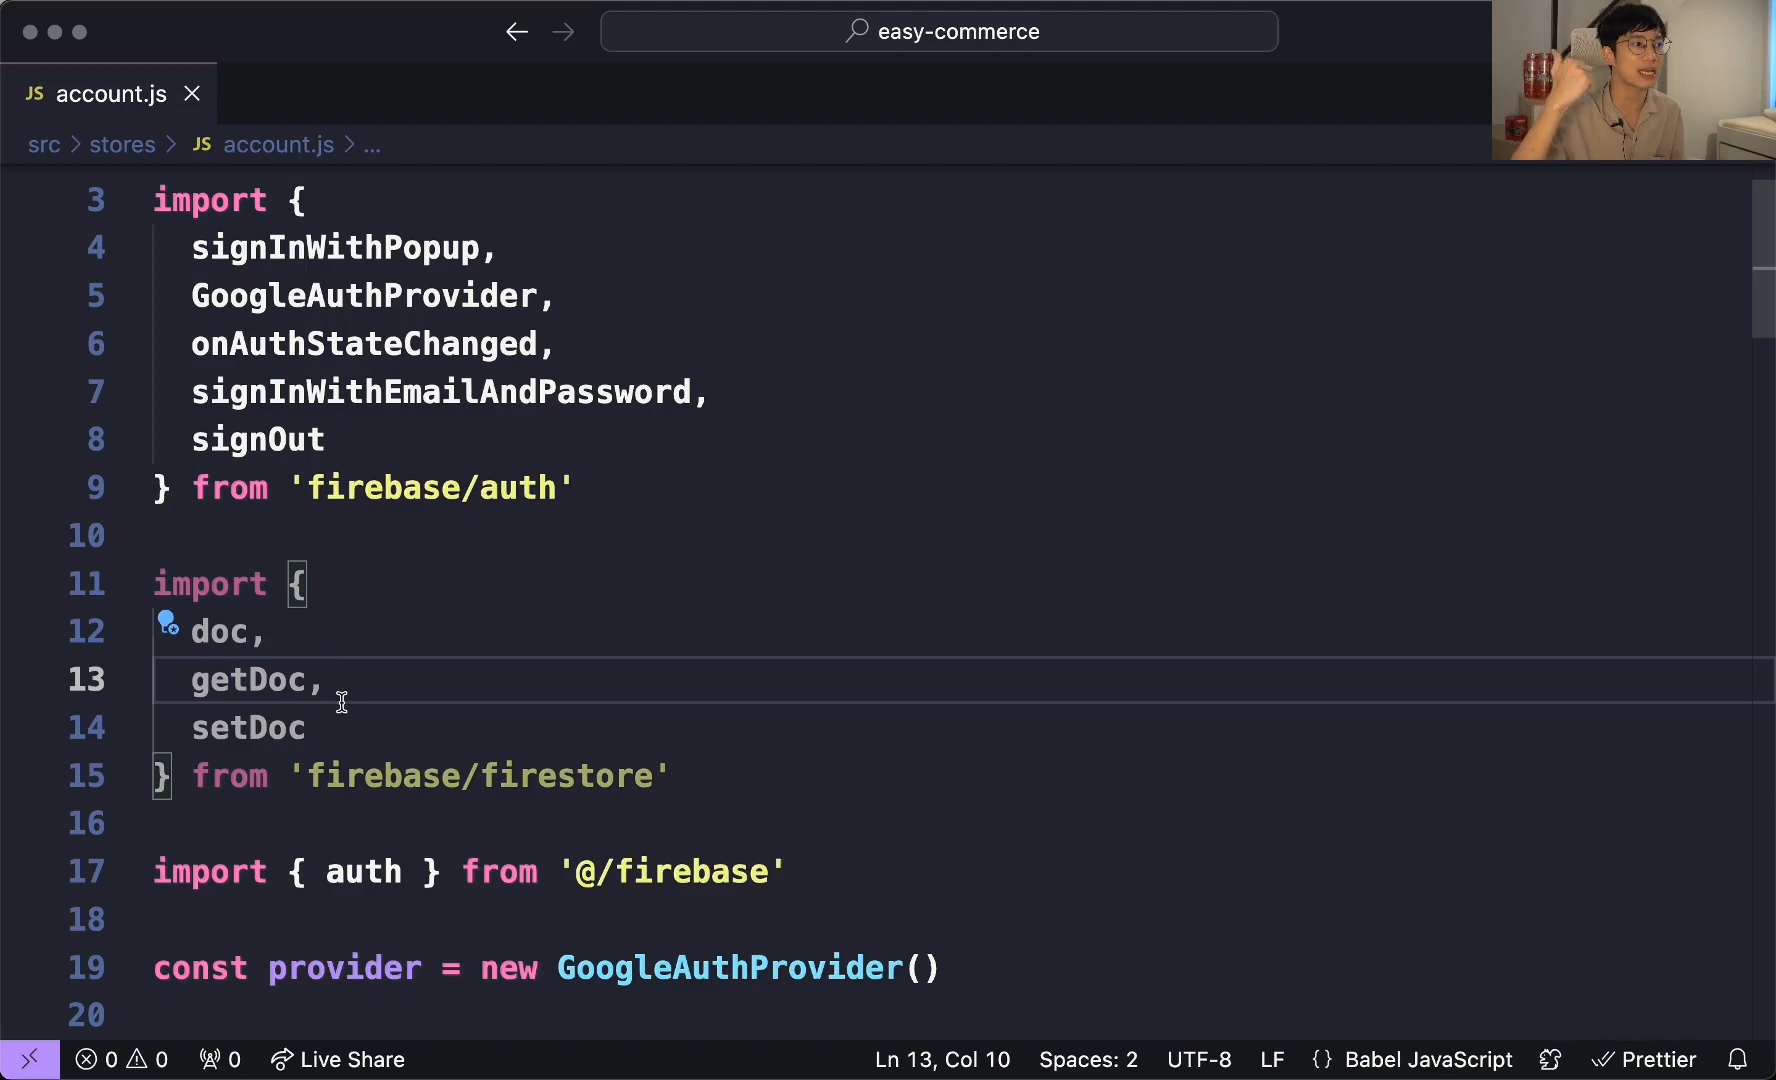 easy-commerce
JS account.js
src > stores > JS account.js > ...
3 import {
4 signInWithPopup,
5 GoogleAuthProvider,
6 onAuthStateChanged,
7 signInWithEmailAndPassword,
8 signOut
9 } from 'firebase/auth'
10
11 import {
12 doc,
13 getDoc,
14 setDoc
15 } from 'firebase/firestore'
16
17 import { auth } from '@/firebase'
18
19 const provider = new GoogleAuthProvider()
20
0 0 0 Live Share Ln 13, Col 10 Spaces: 2 UTF-8 LF {} Babel JavaScript Prettier